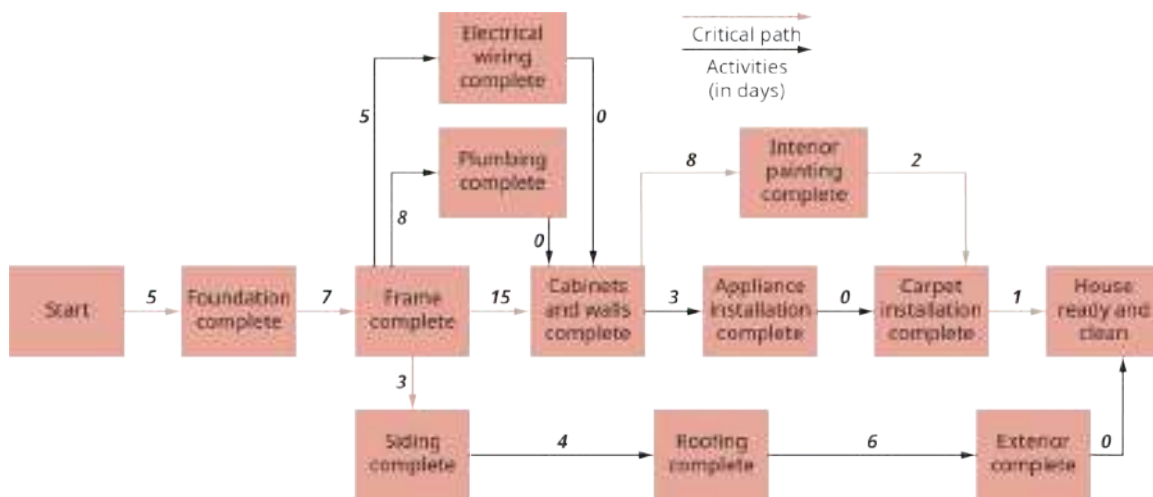 Electrical
wiring
complete
Critical path
Activities
(in days)
5
0
Plumbing
complete
8
0
8
Interior
painting
complete
2
Start
5
Foundation
complete
7
Frame
complete
15
Cabinets
and walls
complete
3
Appliance
installation
complete
0
Carpet
installation
complete
1
House
ready and
clean
3
Siding
complete
4
Roofing
complete
6
Exterior
complete
0